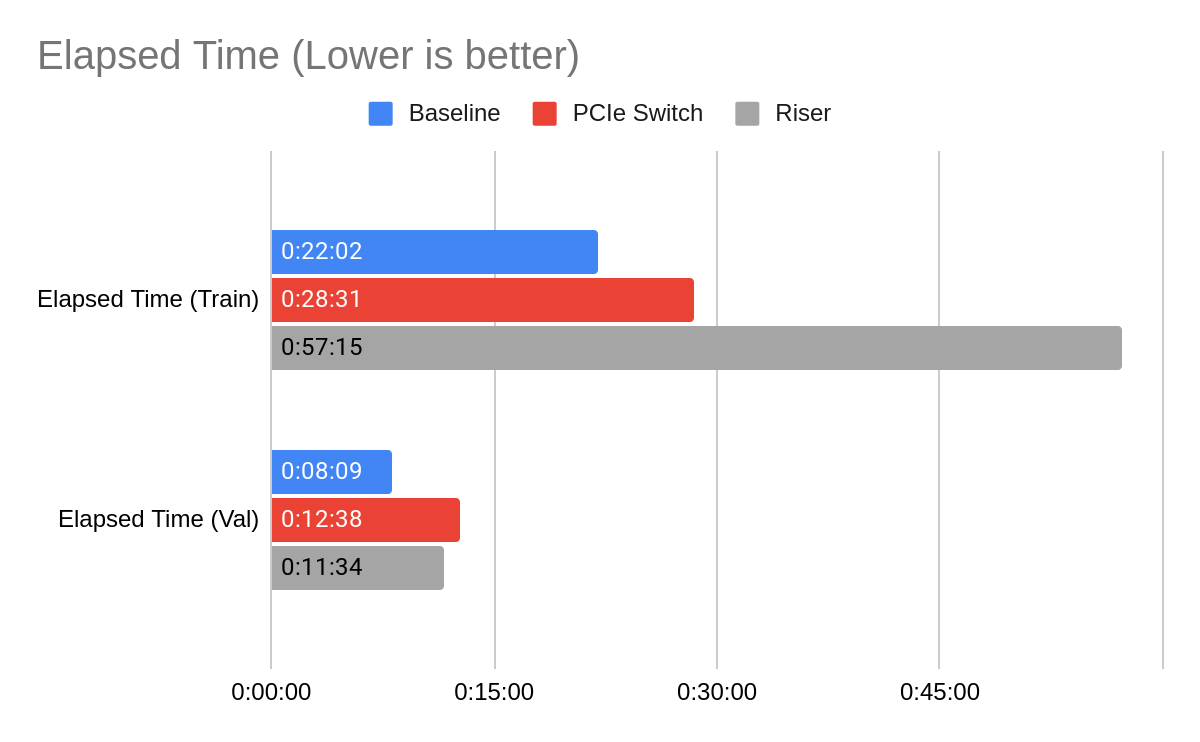 Elapsed Time (Lower is better)
Baseline PCIe Switch Riser
Elapsed Time (Train)
0:22:02
0:28:31
0:57:15
Elapsed Time (Val)
0:08:09
0:12:38
0:11:34
0:00:00 0:15:00 0:30:00 0:45:00